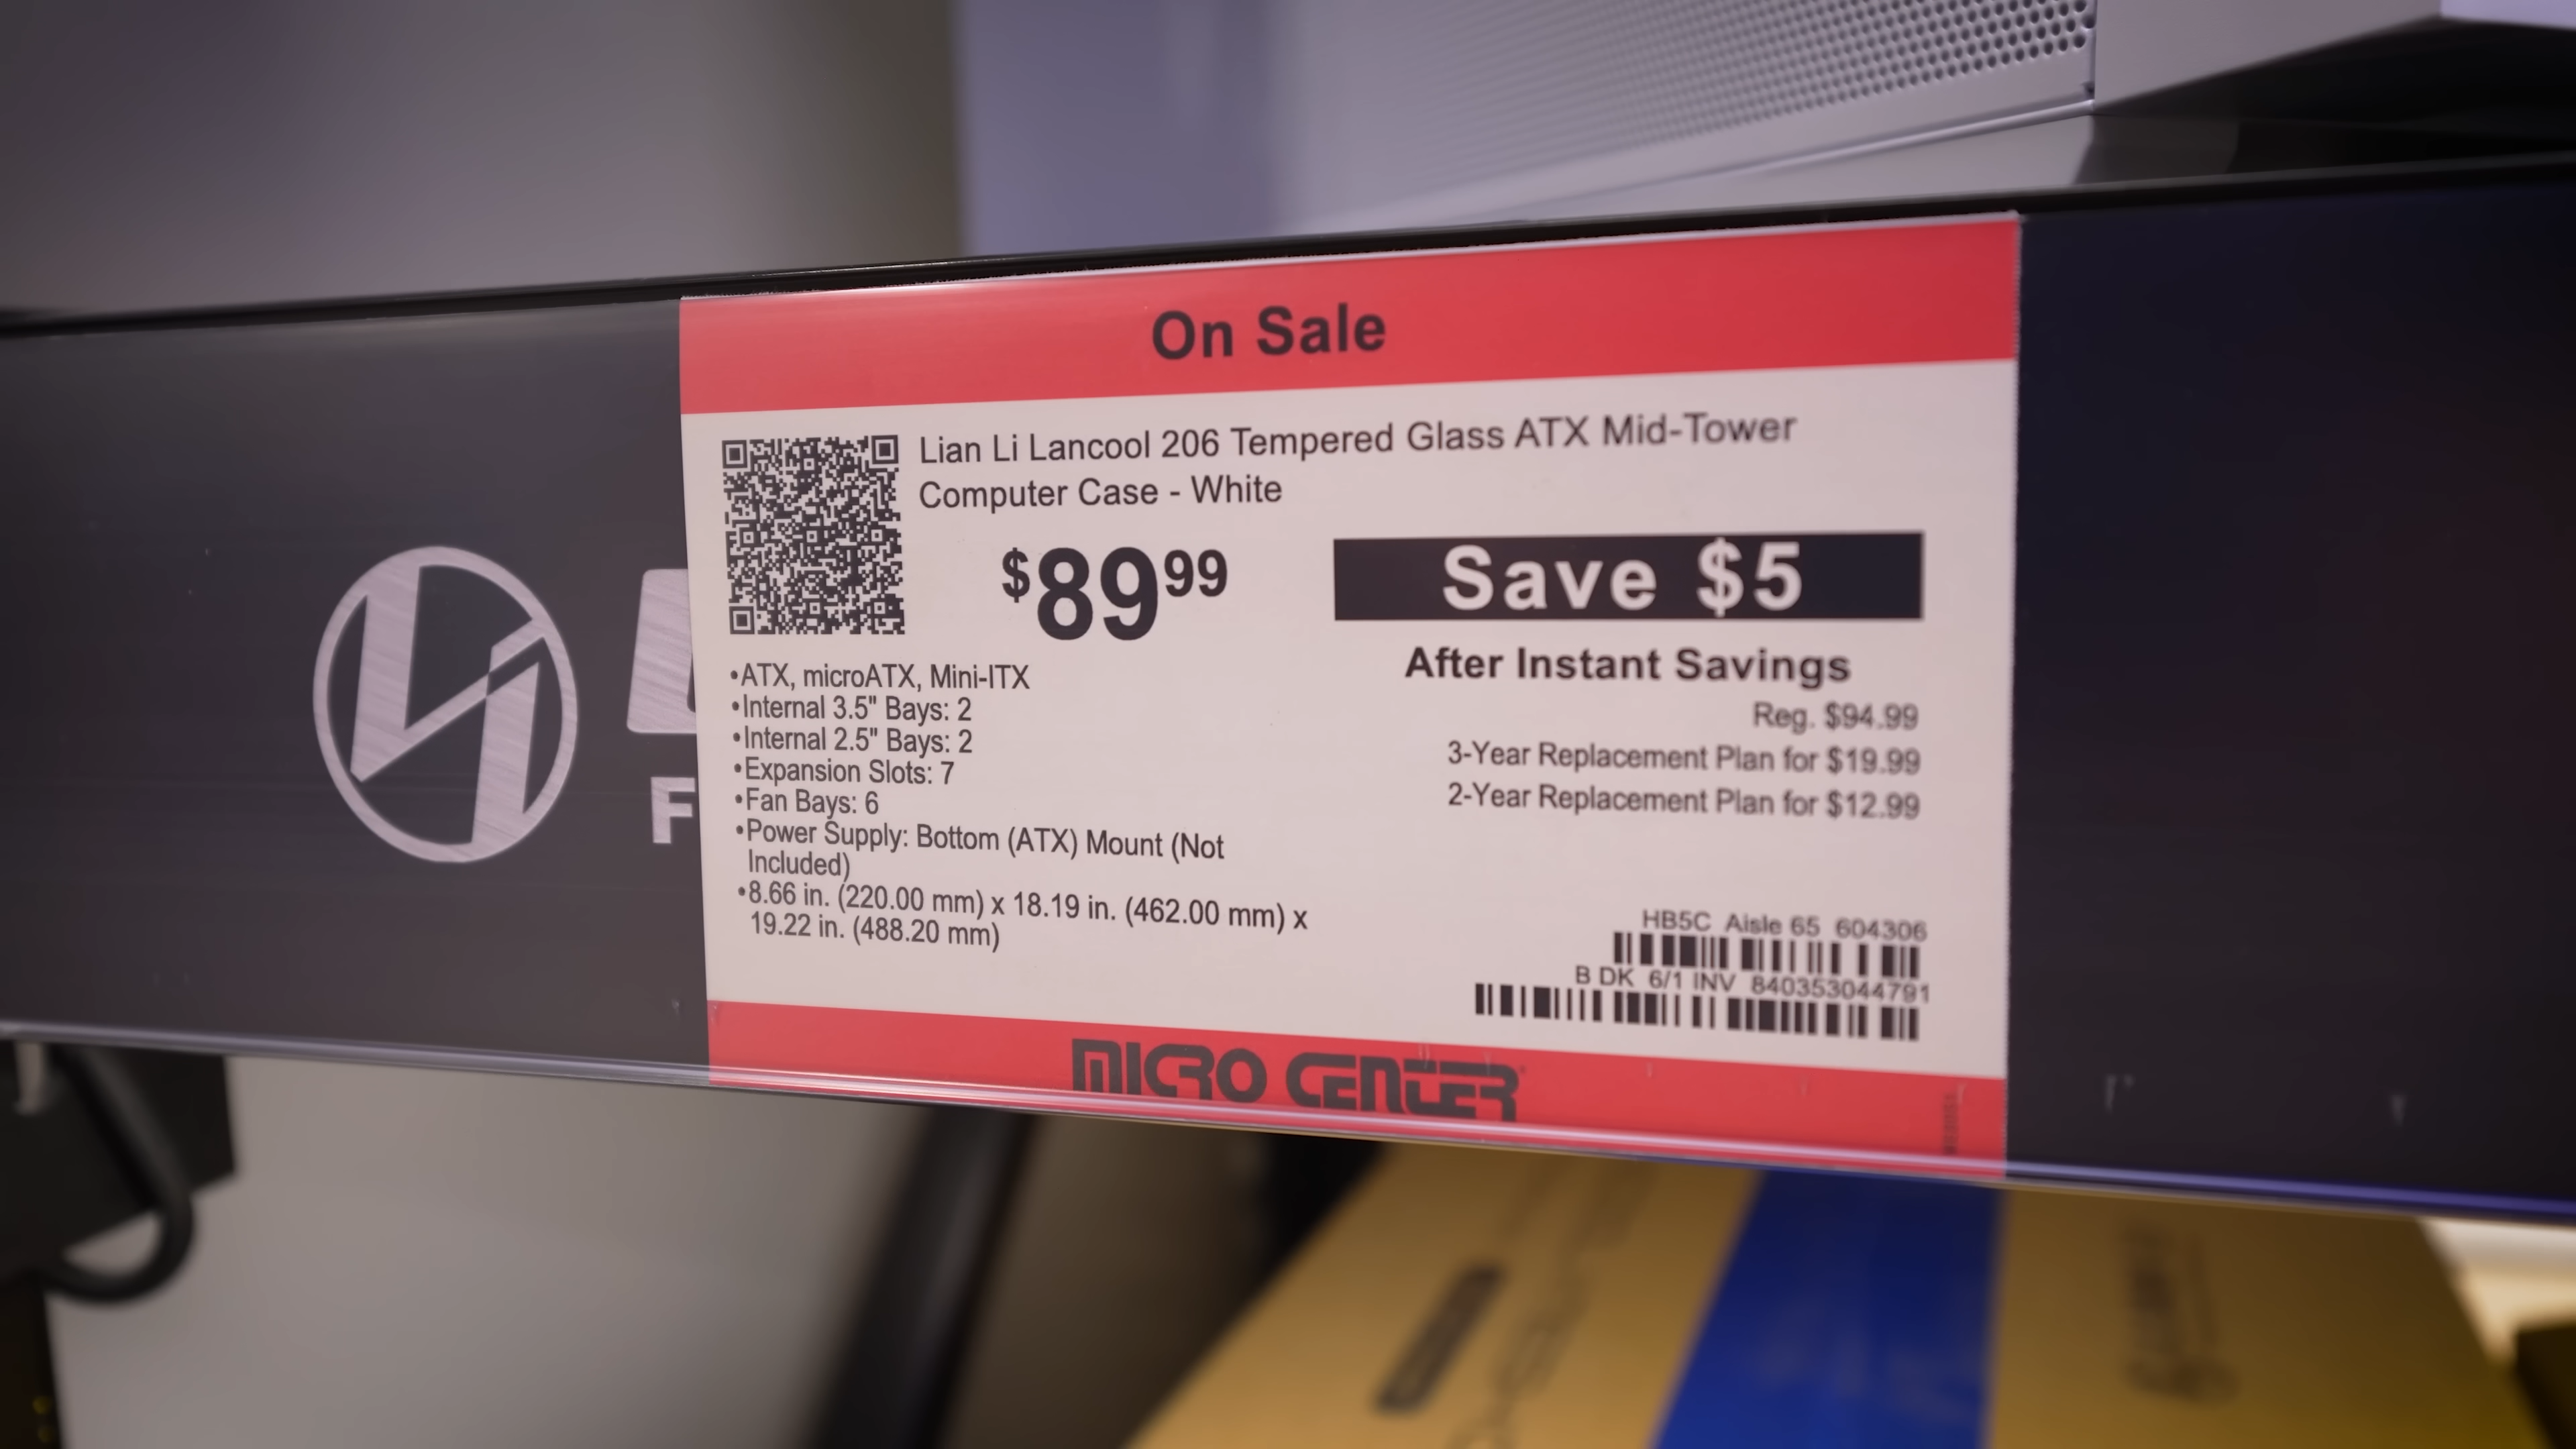 On Sale
Lian Li Lancool 206 Tempered Glass ATX Mid-Tower
Computer Case - White
$89.99
Save $5
After Instant Savings
Reg. $94.99
3-Year Replacement Plan for $19.99
2-Year Replacement Plan for $12.99
•ATX, microATX, Mini-ITX
•Internal 3.5" Bays: 2
•Internal 2.5" Bays: 2
•Expansion Slots: 7
•Fan Bays: 6
•Power Supply: Bottom (ATX) Mount (Not
Included)
•8.66 in. (220.00 mm) x 18.19 in. (462.00 mm) x
19.22 in. (488.20 mm)
HB5C Aisle 65 604306
B DK 6/1 INV 840353044791
MICRO CENTER
F